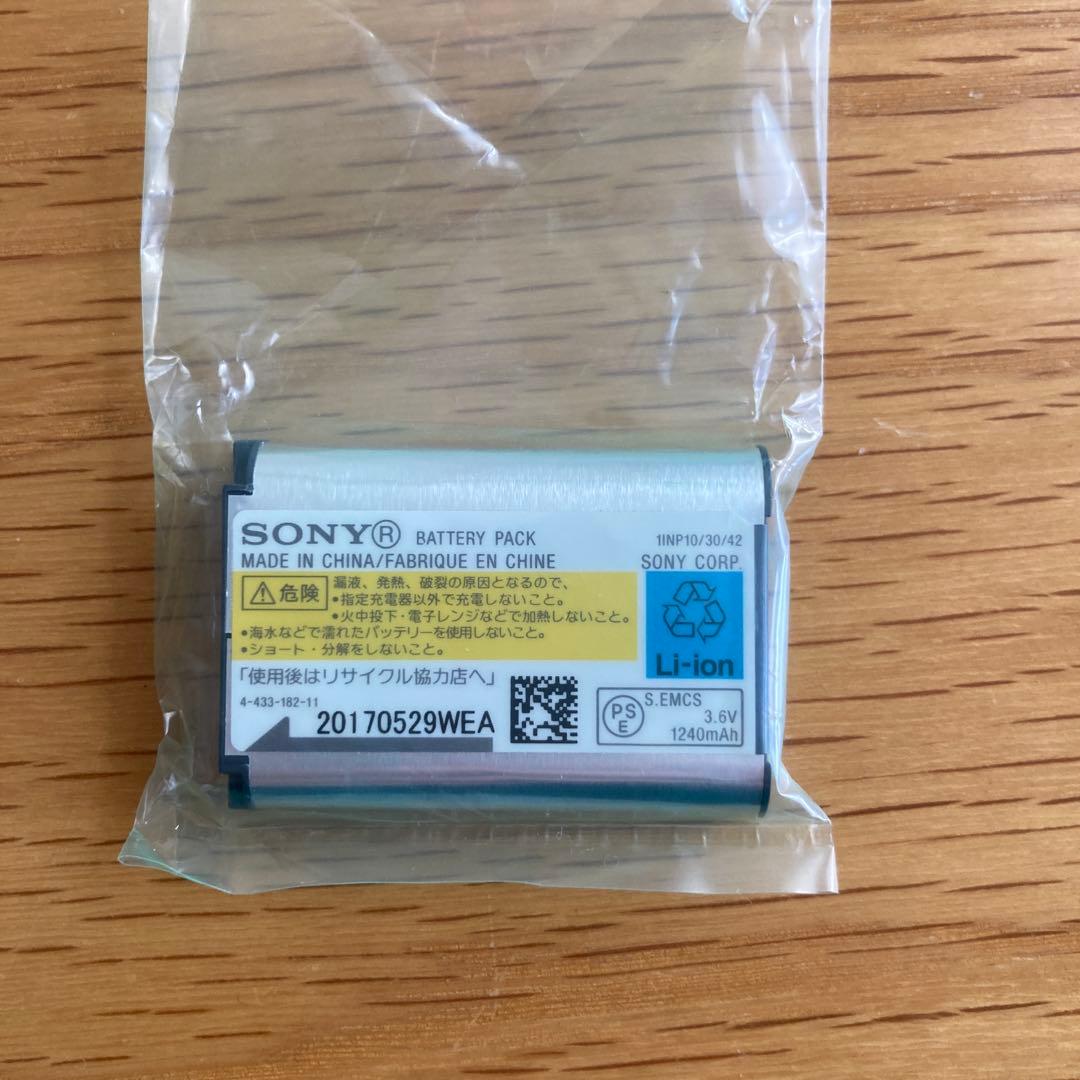 SONY® BATTERY PACK 1INP10/30/42
MADE IN CHINA/FABRIQUE EN CHINE SONY CORP.
危険
漏液、発熱、破裂の原因となるので、
•指定充電器以外で充電しないこと。
•火中投下・電子レンジなどで加熱しないこと。
•海水などで濡れたバッテリーを使用しないこと。
•ショート・分解をしないこと。
Li-ion
「使用後はリサイクル協力店へ」
4-433-182-11
20170529WEA
PSE
S.EMCS
3.6V
1240mAh